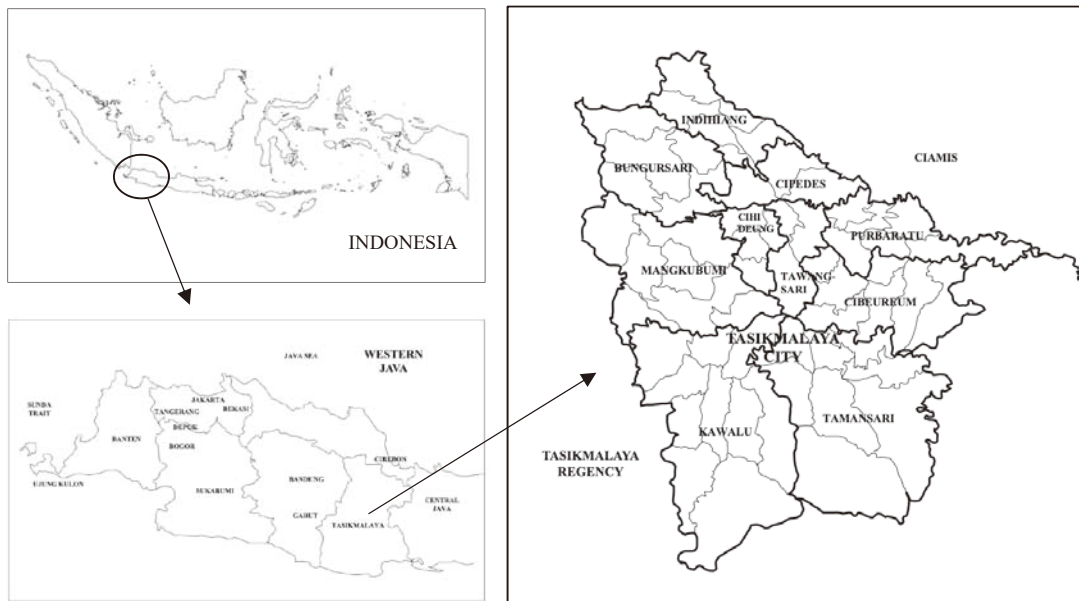 INDONESIA
JAVA SEA
WESTERN
JAVA
SUNDA
TRAIT
JAKARTA
TANGERANG
BEKASI
DEPOK
BANTEN
BOGOR
CIREBON
UJUNG KULON
BANDUNG
SUKABUMI
CENTRAL
JAVA
GARUT
TASIKMALAYA
INDIHIANG
CIAMIS
BUNGURSARI
CIPEDES
CIHI
DEUNG
PURBARATU
MANGKUBUMI
TAWANG-
SARI
CIBEUREUM
TASIKMALAYA
CITY
TAMANSARI
KAWALU
TASIKMALAYA
REGENCY